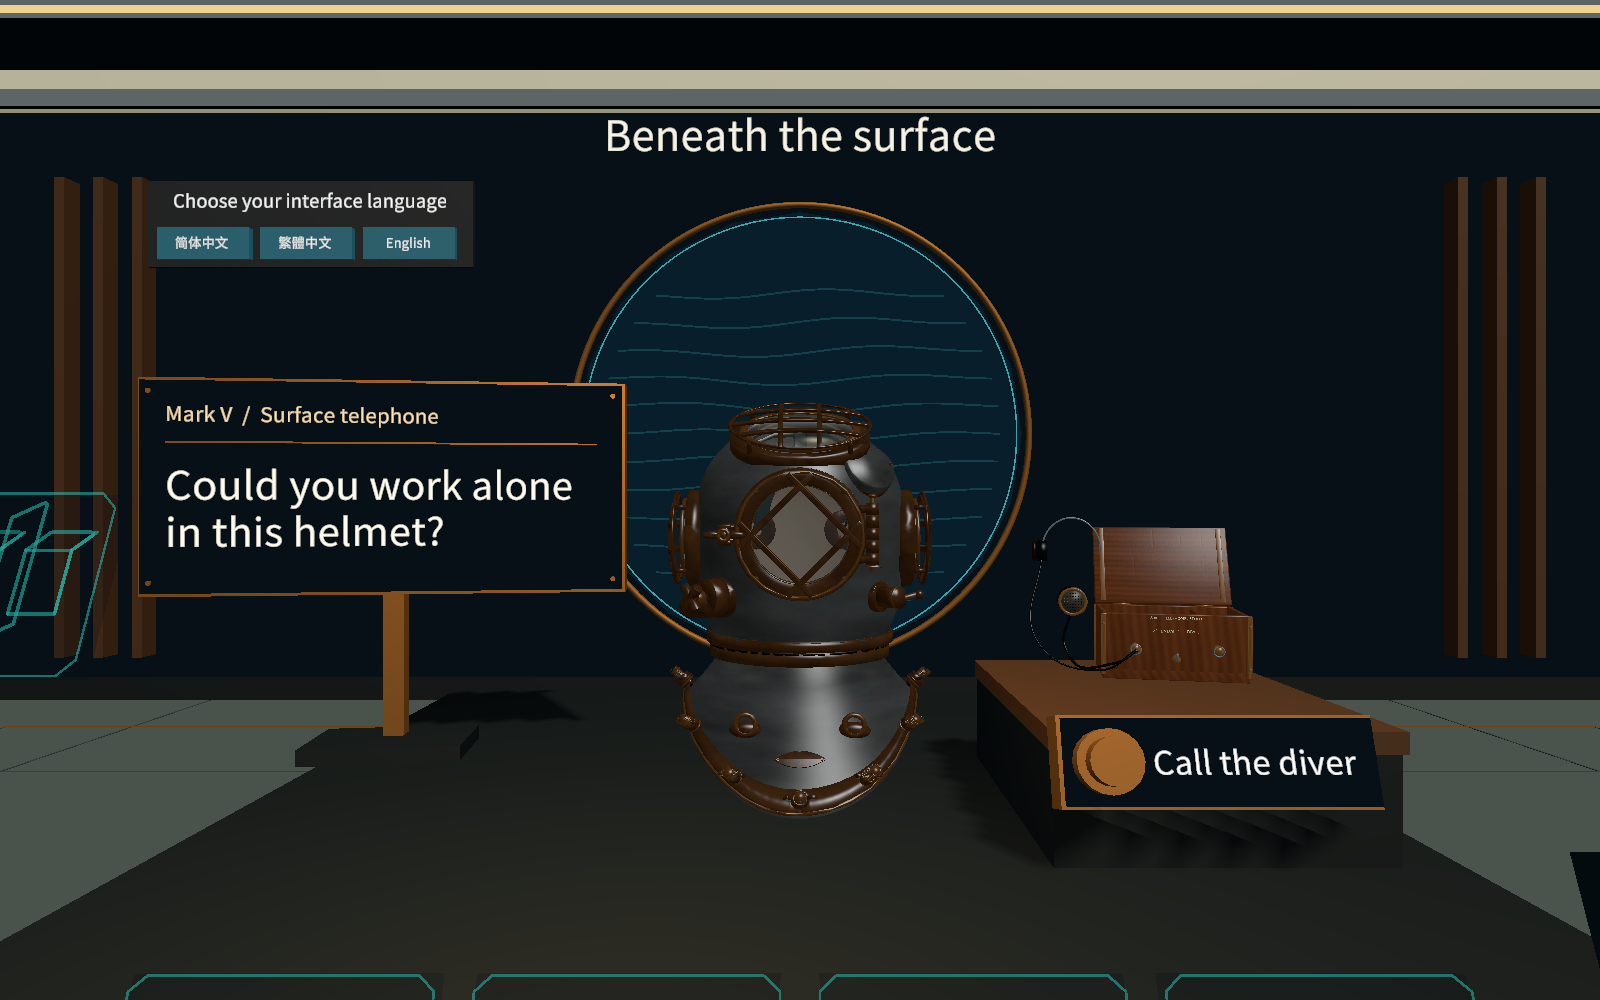 Beneath the surface
Choose your interface language
简体中文
繁體中文
English
Mark V / Surface telephone
Could you work alone
in this helmet?
Call the diver